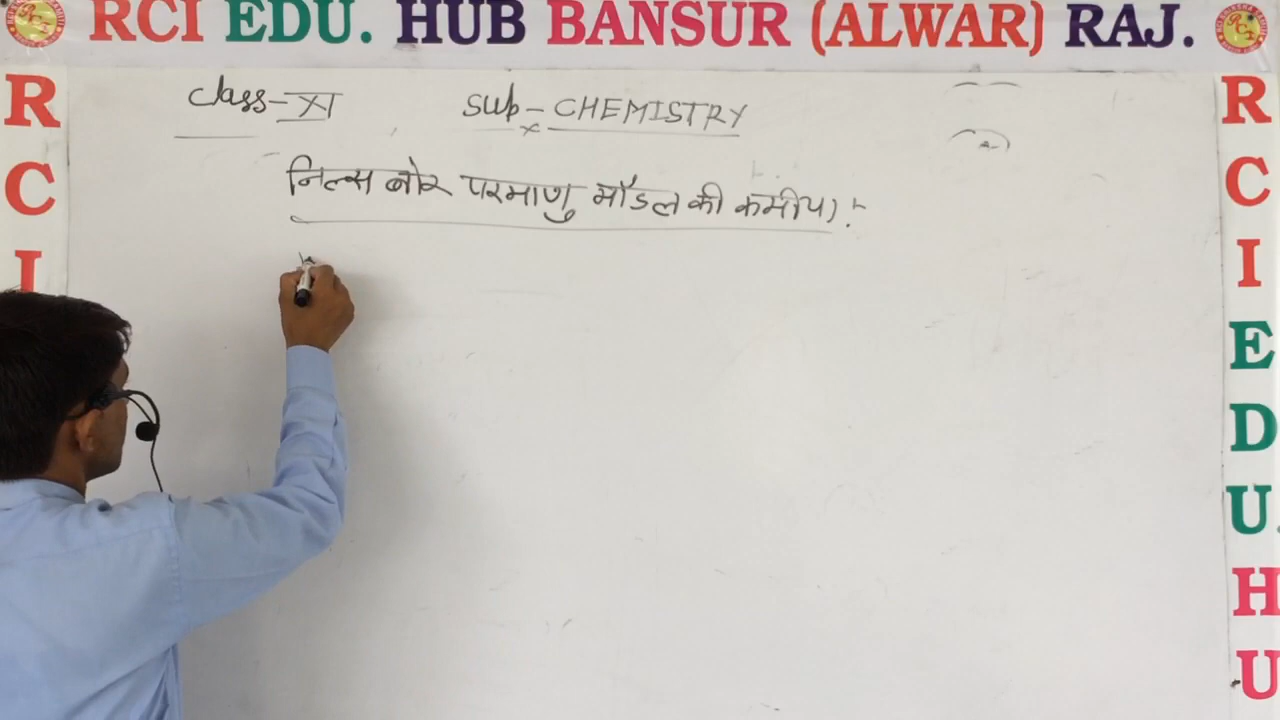 RCI EDU. HUB BANSUR (ALWAR) RAJ.
Class-XI Sub-CHEMISTRY
नित्स बोर परमाणु मॉडल की कमीया :-
R
C
I
R
C
I
E
D
U.
H
U